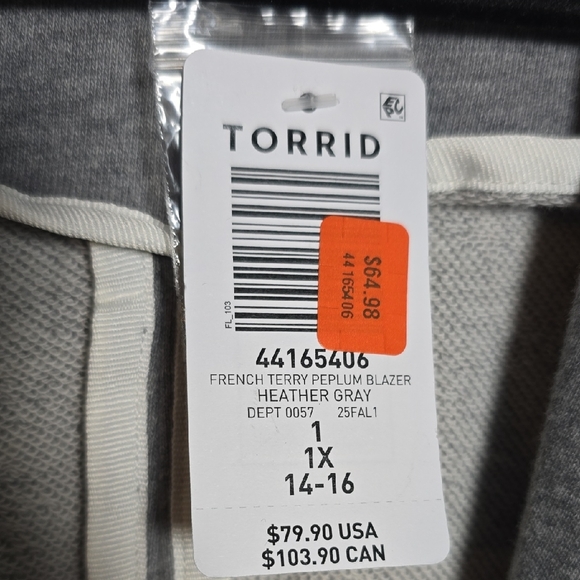 TORRID
FL_103
$64.98
44165406
44165406
FRENCH TERRY PEPLUM BLAZER
HEATHER GRAY
DEPT 0057 25FAL1
1
1X
14-16
$79.90 USA
$103.90 CAN